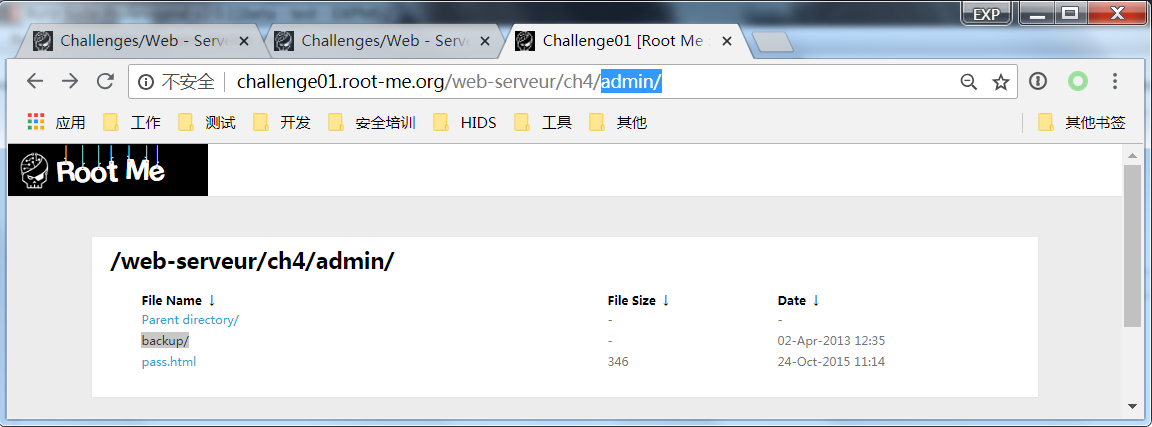 EXP
Challenges/Web - Serve
Challenges/Web - Serve
Challenge01 [Root Me :
不安全 challenge01.root-me.org/web-serveur/ch4/admin/
应用 工作 测试 开发 安全培训 HIDS 工具 其他 其他书签
Root Me
/web-serveur/ch4/admin/
File Name ↓ File Size ↓ Date ↓
Parent directory/ - -
backup/ - 02-Apr-2013 12:35
pass.html 346 24-Oct-2015 11:14